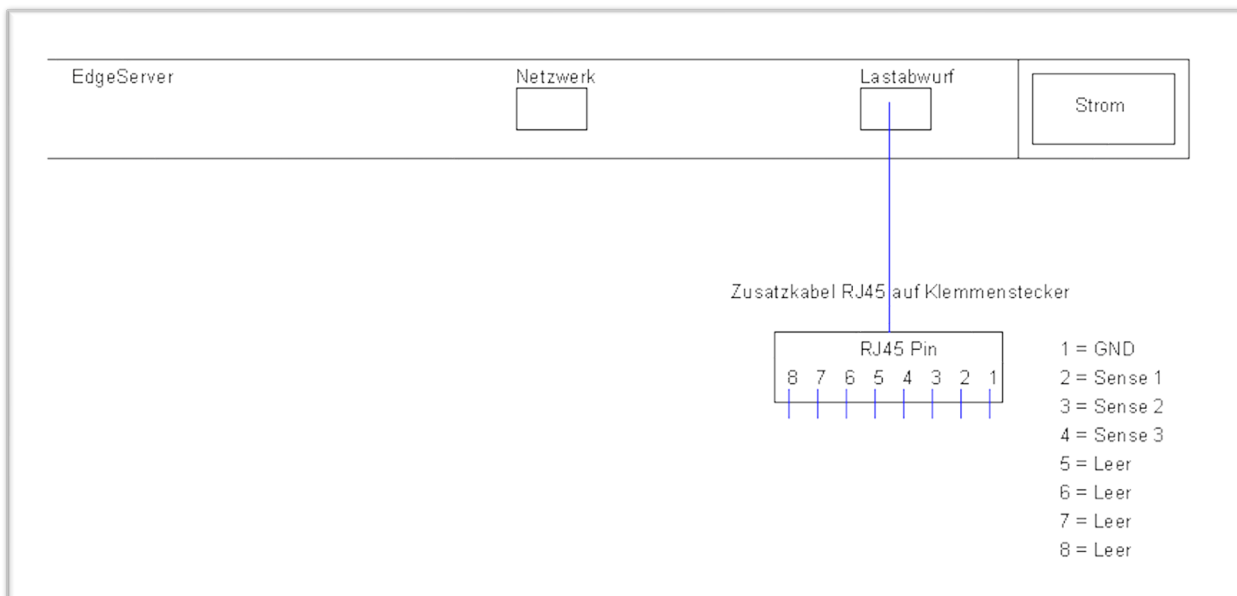 EdgeServer
Netzwerk
Lastabwurf
Strom
Zusatzkabel RJ45 auf Klemmenstecker
RJ45 Pin
8 7 6 5 4 3 2 1
1 = GND
2 = Sense 1
3 = Sense 2
4 = Sense 3
5 = Leer
6 = Leer
7 = Leer
8 = Leer